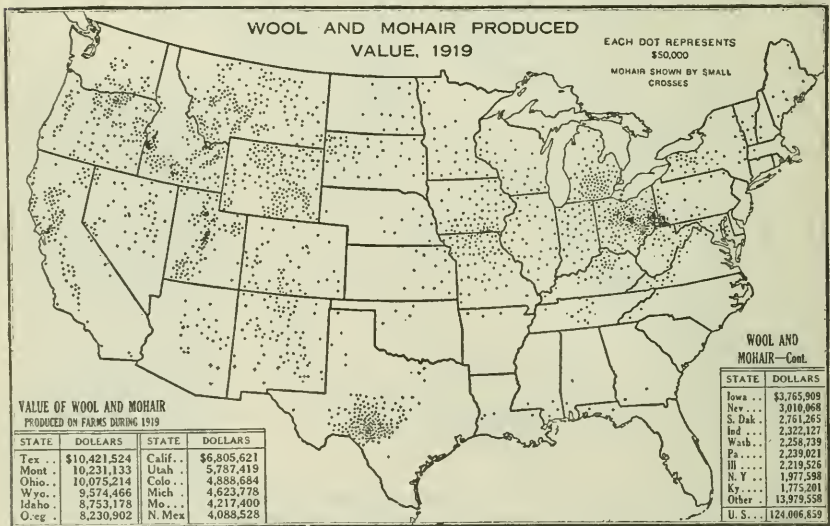 WOOL AND MOHAIR PRODUCED
VALUE, 1919
EACH DOT REPRESENTS
$50,000
MOHAIR SHOWN BY SMALL
CROSSES
VALUE OF WOOL AND MOHAIR
PRODUCED ON FARMS DURING 1919
STATE DOLLARS STATE DOLLARS
Tex .. $10,421,524 Calif.. $6,805,621
Mont . 10,231,133 Utah . 5,787,419
Ohio.. 10,075,214 Colo .. 4,888,684
Wyo.. 9,574,466 Mich . 4,623,778
Idaho . 8,753,178 Mo... 4,217,400
Oreg . 8,230,902 N. Mex 4,088,528
WOOL AND
MOHAIR—Cont.
STATE DOLLARS
Iowa .. $3,765,909
Nev ... 3,010,068
S. Dak . 2,761,265
Ind ... 2,322,127
Wash.. 2,258,739
Pa.... 2,239,021
Ill .... 2,219,526
N. Y .. 1,977,598
Ky.... 1,775,201
Other . 13,979,558
U. S... 124,006,859